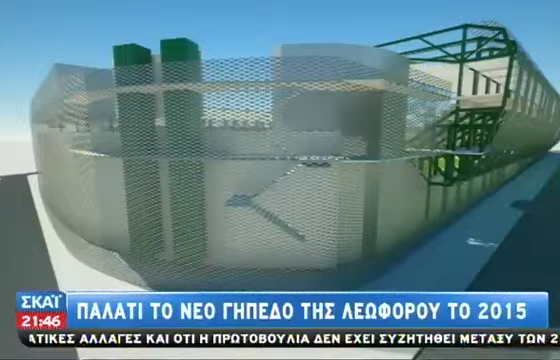 ΣΚΑΪ
21:46
ΠΑΛΑΤΙ ΤΟ ΝΕΟ ΓΗΠΕΔΟ ΤΗΣ ΛΕΩΦΟΡΟΥ ΤΟ 2015
ΑΤΙΚΕΣ ΑΛΛΑΓΕΣ ΚΑΙ ΟΤΙ Η ΠΡΩΤΟΒΟΥΛΙΑ ΔΕΝ ΕΧΕΙ ΣΥΖΗΤΗΘΕΙ ΜΕΤΑΞΥ ΤΩΝ 2